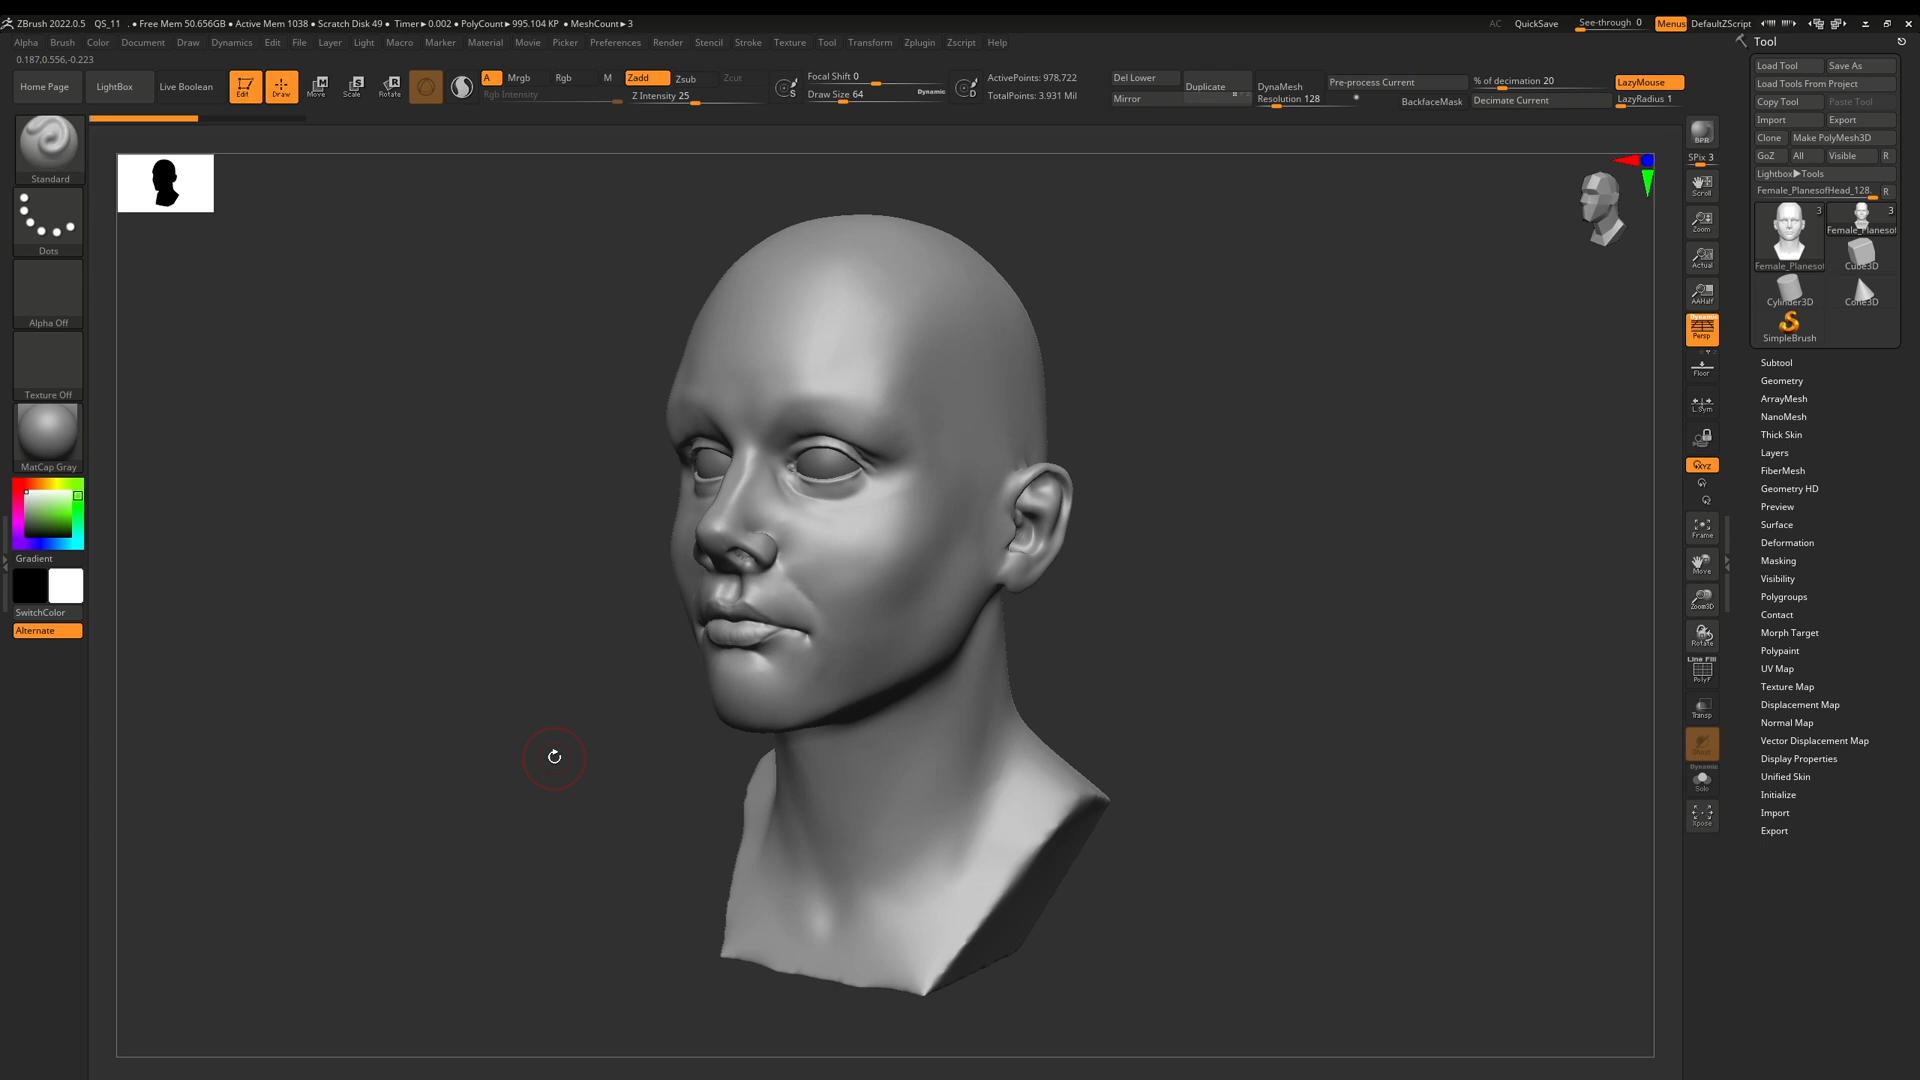 ZBrush 2022.0.5 QS_11 . • Free Mem 50.656GB • Active Mem 1038 • Scratch Disk 49 • Timer▸0.002 • PolyCount▸995.104 KP • MeshCount▸3
AC QuickSave See-through 0 Menus DefaultZScript
Alpha Brush Color Document Draw Dynamics Edit File Layer Light Macro Marker Material Movie Picker Preferences Render Stencil Stroke Texture Tool Transform Zplugin Zscript Help
0.187,0.556,-0.223
Home Page
LightBox
Live Boolean
Edit
Draw
Move
Scale
Rotate
A Mrgb Rgb M
Rgb Intensity
Zadd Zsub Zcut
Z Intensity 25
S
Focal Shift 0
Draw Size 64 Dynamic
D
ActivePoints: 978,722
TotalPoints: 3.931 Mil
Del Lower
Mirror
Duplicate
DynaMesh
Resolution 128
Pre-process Current
BackfaceMask
% of decimation 20
Decimate Current
LazyMouse
LazyRadius 1
Standard
Dots
Alpha Off
Texture Off
MatCap Gray
Gradient
SwitchColor
Alternate
BPR
SPix 3
Scroll
Zoom
Actual
AAHalf
Dynamic
Persp
Floor
L.Sym
XYZ
Frame
Move
Zoom3D
Rotate
Line Fill
PolyF
Transp
Ghost
Dynamic
Solo
Xpose
Tool
Load Tool Save As
Load Tools From Project
Copy Tool Paste Tool
Import Export
Clone Make PolyMesh3D
GoZ All Visible R
Lightbox▸Tools
Female_PlanesofHead_128. R
3
3
Female_Planesof
Female_Planesof
Cube3D
Cylinder3D
Cone3D
SimpleBrush
Subtool
Geometry
ArrayMesh
NanoMesh
Thick Skin
Layers
FiberMesh
Geometry HD
Preview
Surface
Deformation
Masking
Visibility
Polygroups
Contact
Morph Target
Polypaint
UV Map
Texture Map
Displacement Map
Normal Map
Vector Displacement Map
Display Properties
Unified Skin
Initialize
Import
Export